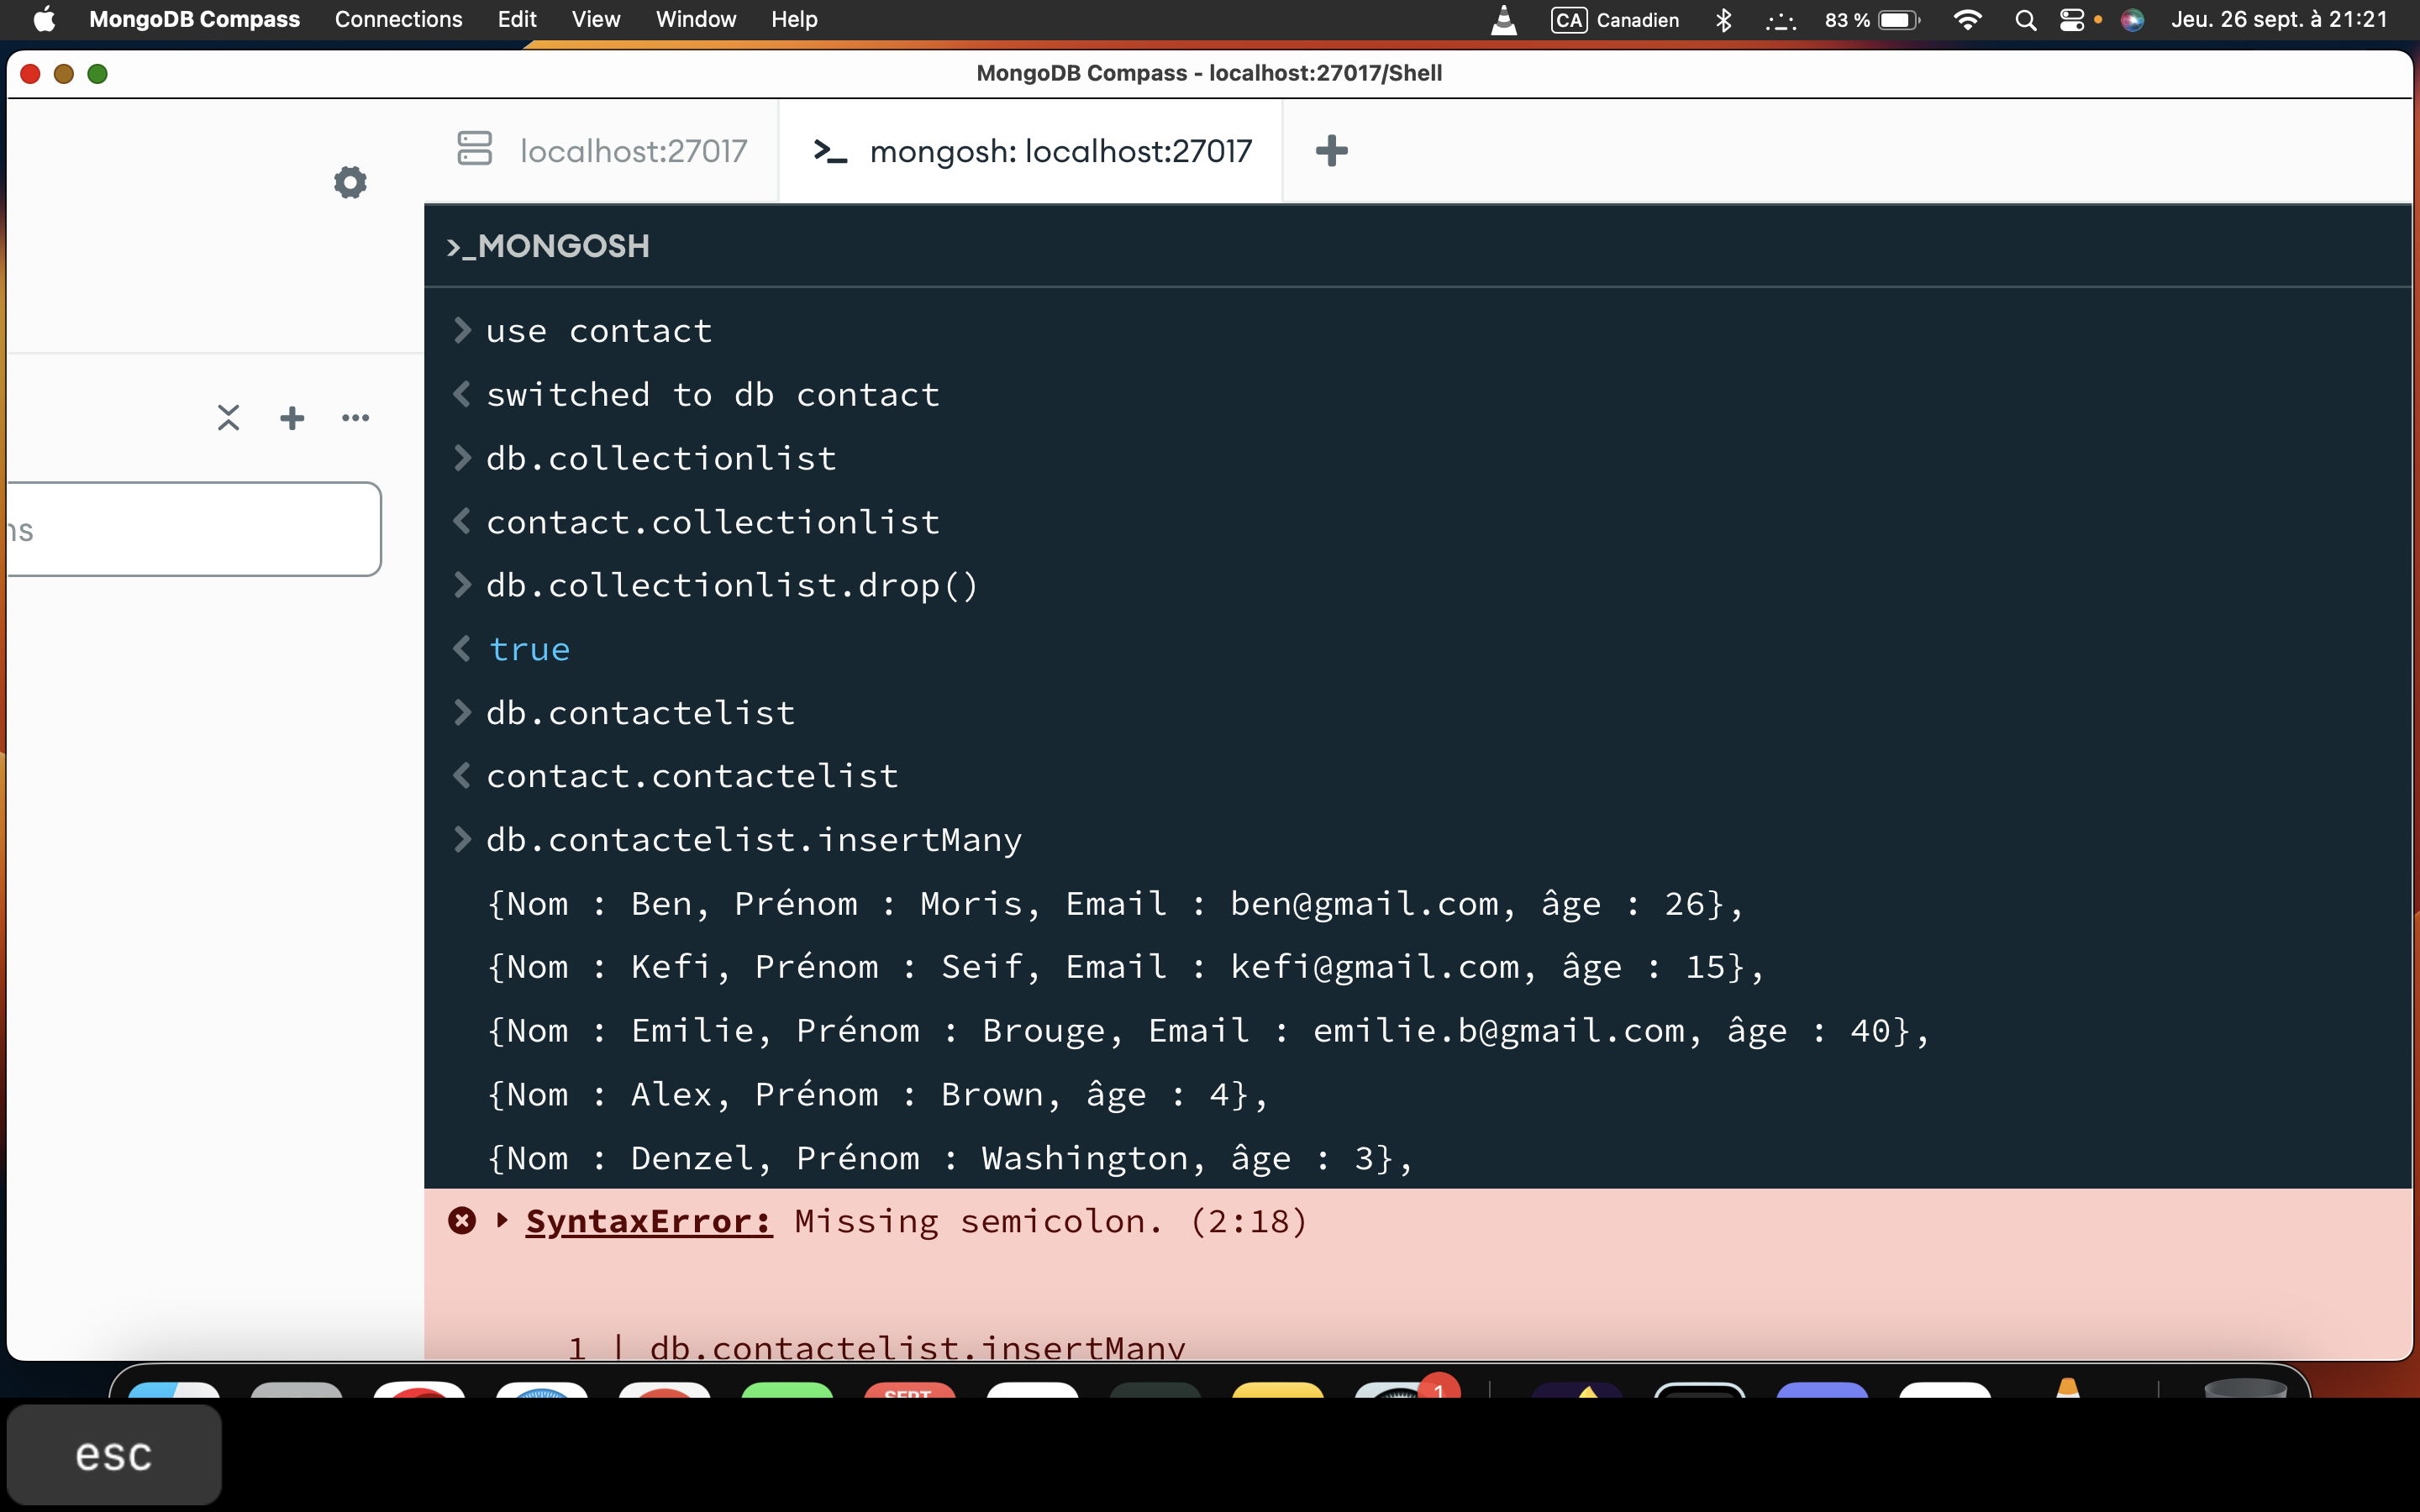 MongoDB Compass Connections Edit View Window Help CA Canadien 83 % Jeu. 26 sept. à 21:21
MongoDB Compass - localhost:27017/Shell
localhost:27017 >_ mongosh: localhost:27017
>_MONGOSH
> use contact
< switched to db contact
> db.collectionlist
< contact.collectionlist
ns
> db.collectionlist.drop()
< true
> db.contactelist
< contact.contactelist
> db.contactelist.insertMany
{Nom : Ben, Prénom : Moris, Email : ben@gmail.com, âge : 26},
{Nom : Kefi, Prénom : Seif, Email : kefi@gmail.com, âge : 15},
{Nom : Emilie, Prénom : Brouge, Email : emilie.b@gmail.com, âge : 40},
{Nom : Alex, Prénom : Brown, âge : 4},
{Nom : Denzel, Prénom : Washington, âge : 3},
SyntaxError: Missing semicolon. (2:18)
1 | db.contactelist.insertMany
SEPT
1
esc